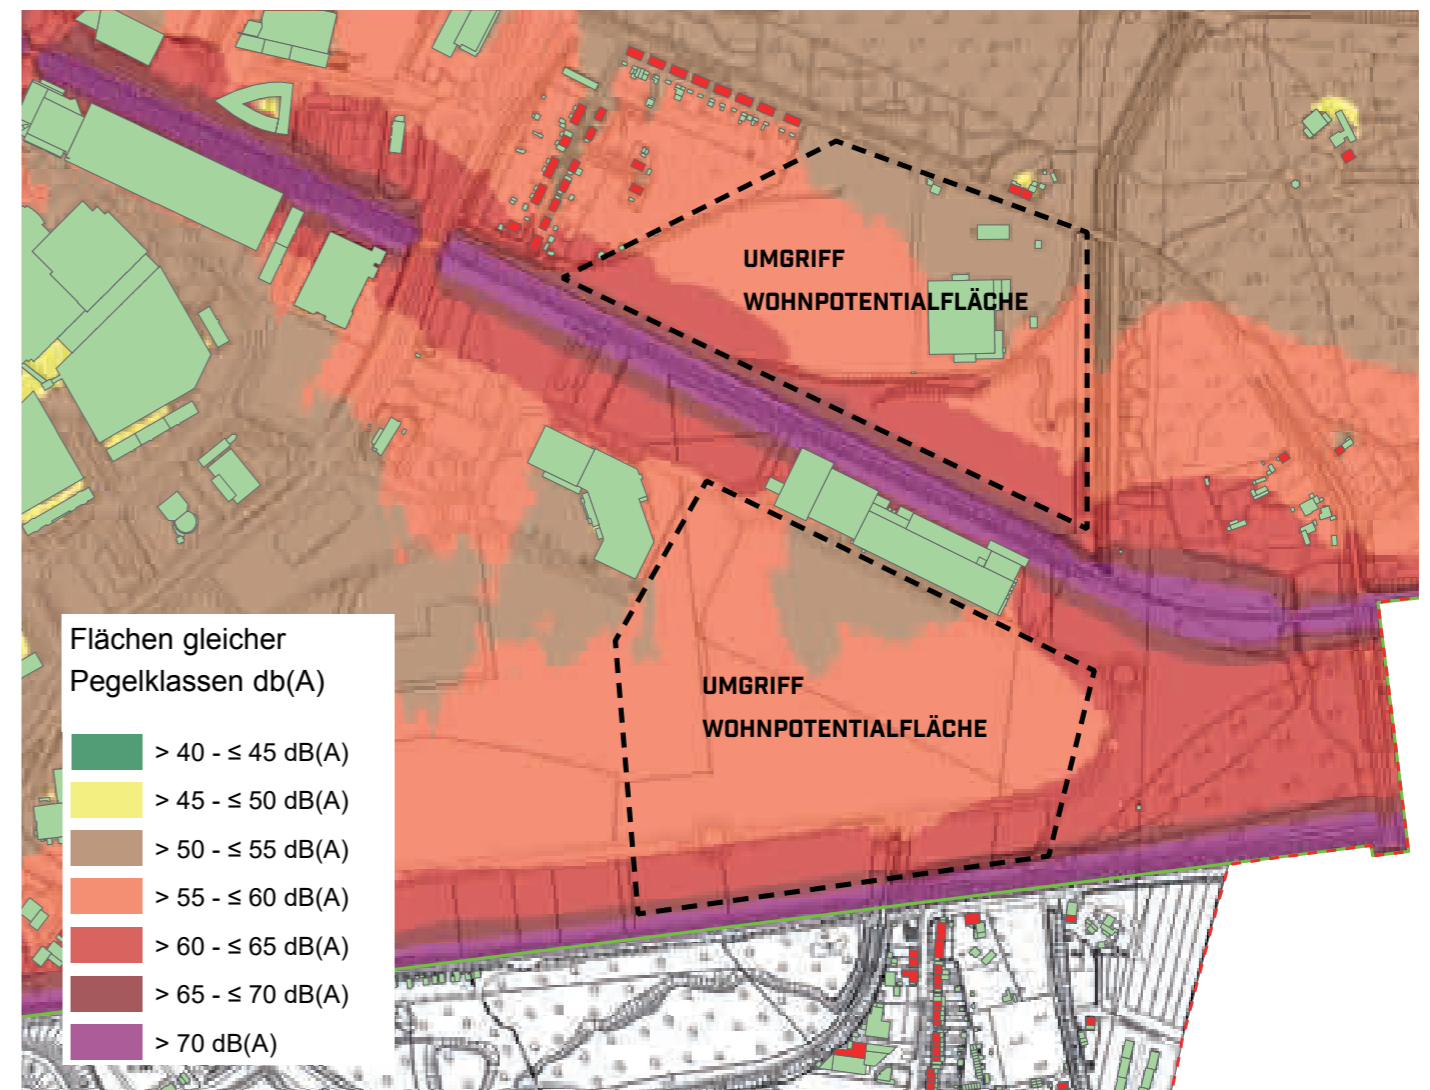 UMGRIFF
WOHNPOTENTIALFLÄCHE
UMGRIFF
WOHNPOTENTIALFLÄCHE
Flächen gleicher
Pegelklassen db(A)
> 40 - ≤ 45 dB(A)
> 45 - ≤ 50 dB(A)
> 50 - ≤ 55 dB(A)
> 55 - ≤ 60 dB(A)
> 60 - ≤ 65 dB(A)
> 65 - ≤ 70 dB(A)
> 70 dB(A)